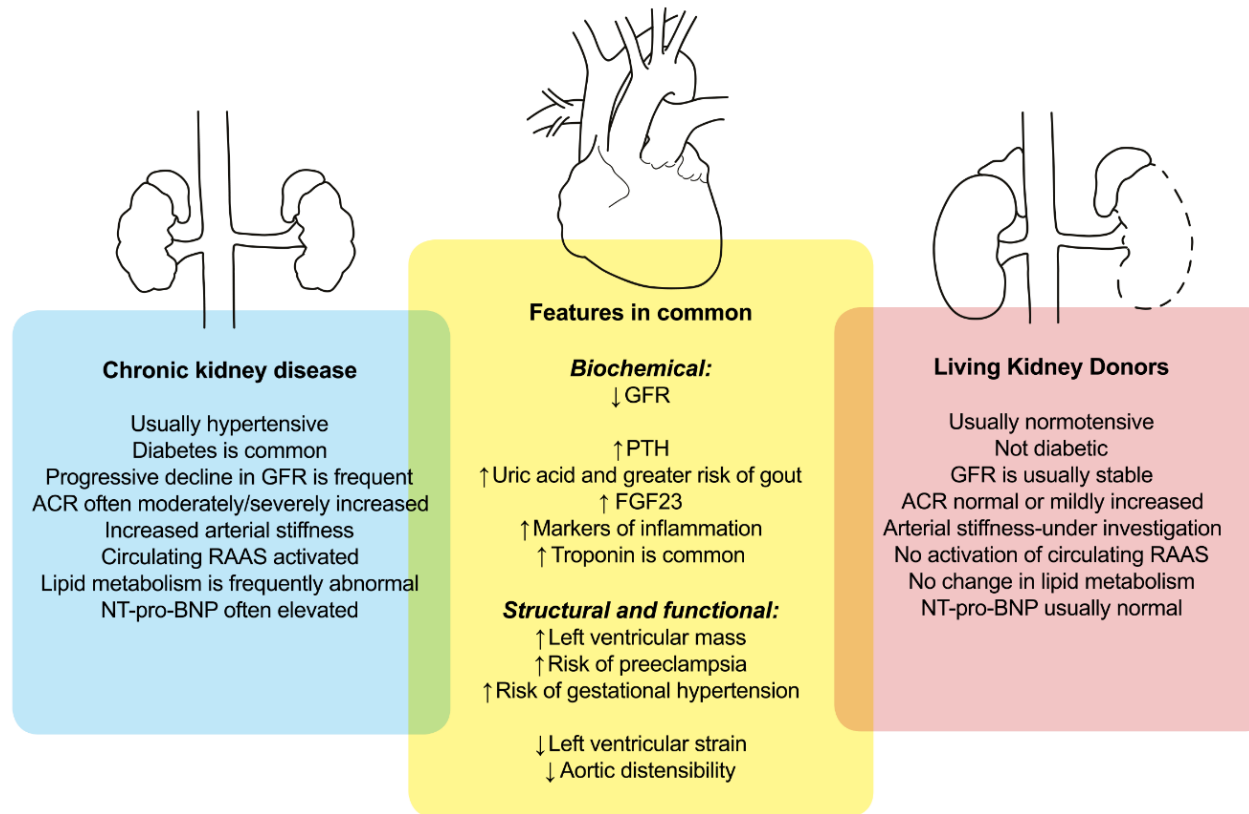 Chronic kidney disease
Usually hypertensive
Diabetes is common
Progressive decline in GFR is frequent
ACR often moderately/severely increased
Increased arterial stiffness
Circulating RAAS activated
Lipid metabolism is frequently abnormal
NT-pro-BNP often elevated
Features in common
Biochemical:
↓GFR
↑PTH
↑Uric acid and greater risk of gout
↑FGF23
↑Markers of inflammation
↑Troponin is common
Structural and functional:
↑Left ventricular mass
↑Risk of preeclampsia
↑Risk of gestational hypertension
↓Left ventricular strain
↓Aortic distensibility
Living Kidney Donors
Usually normotensive
Not diabetic
GFR is usually stable
ACR normal or mildly increased
Arterial stiffness-under investigation
No activation of circulating RAAS
No change in lipid metabolism
NT-pro-BNP usually normal